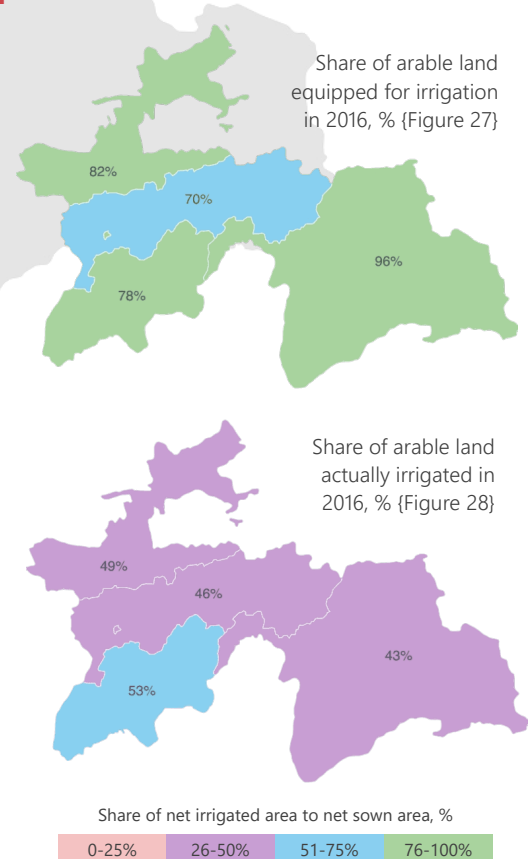 Share of arable land
equipped for irrigation
in 2016, % {Figure 27}
82%
70%
96%
78%
Share of arable land
actually irrigated in
2016, % {Figure 28}
49%
46%
43%
53%
Share of net irrigated area to net sown area, %
0-25% 26-50% 51-75% 76-100%